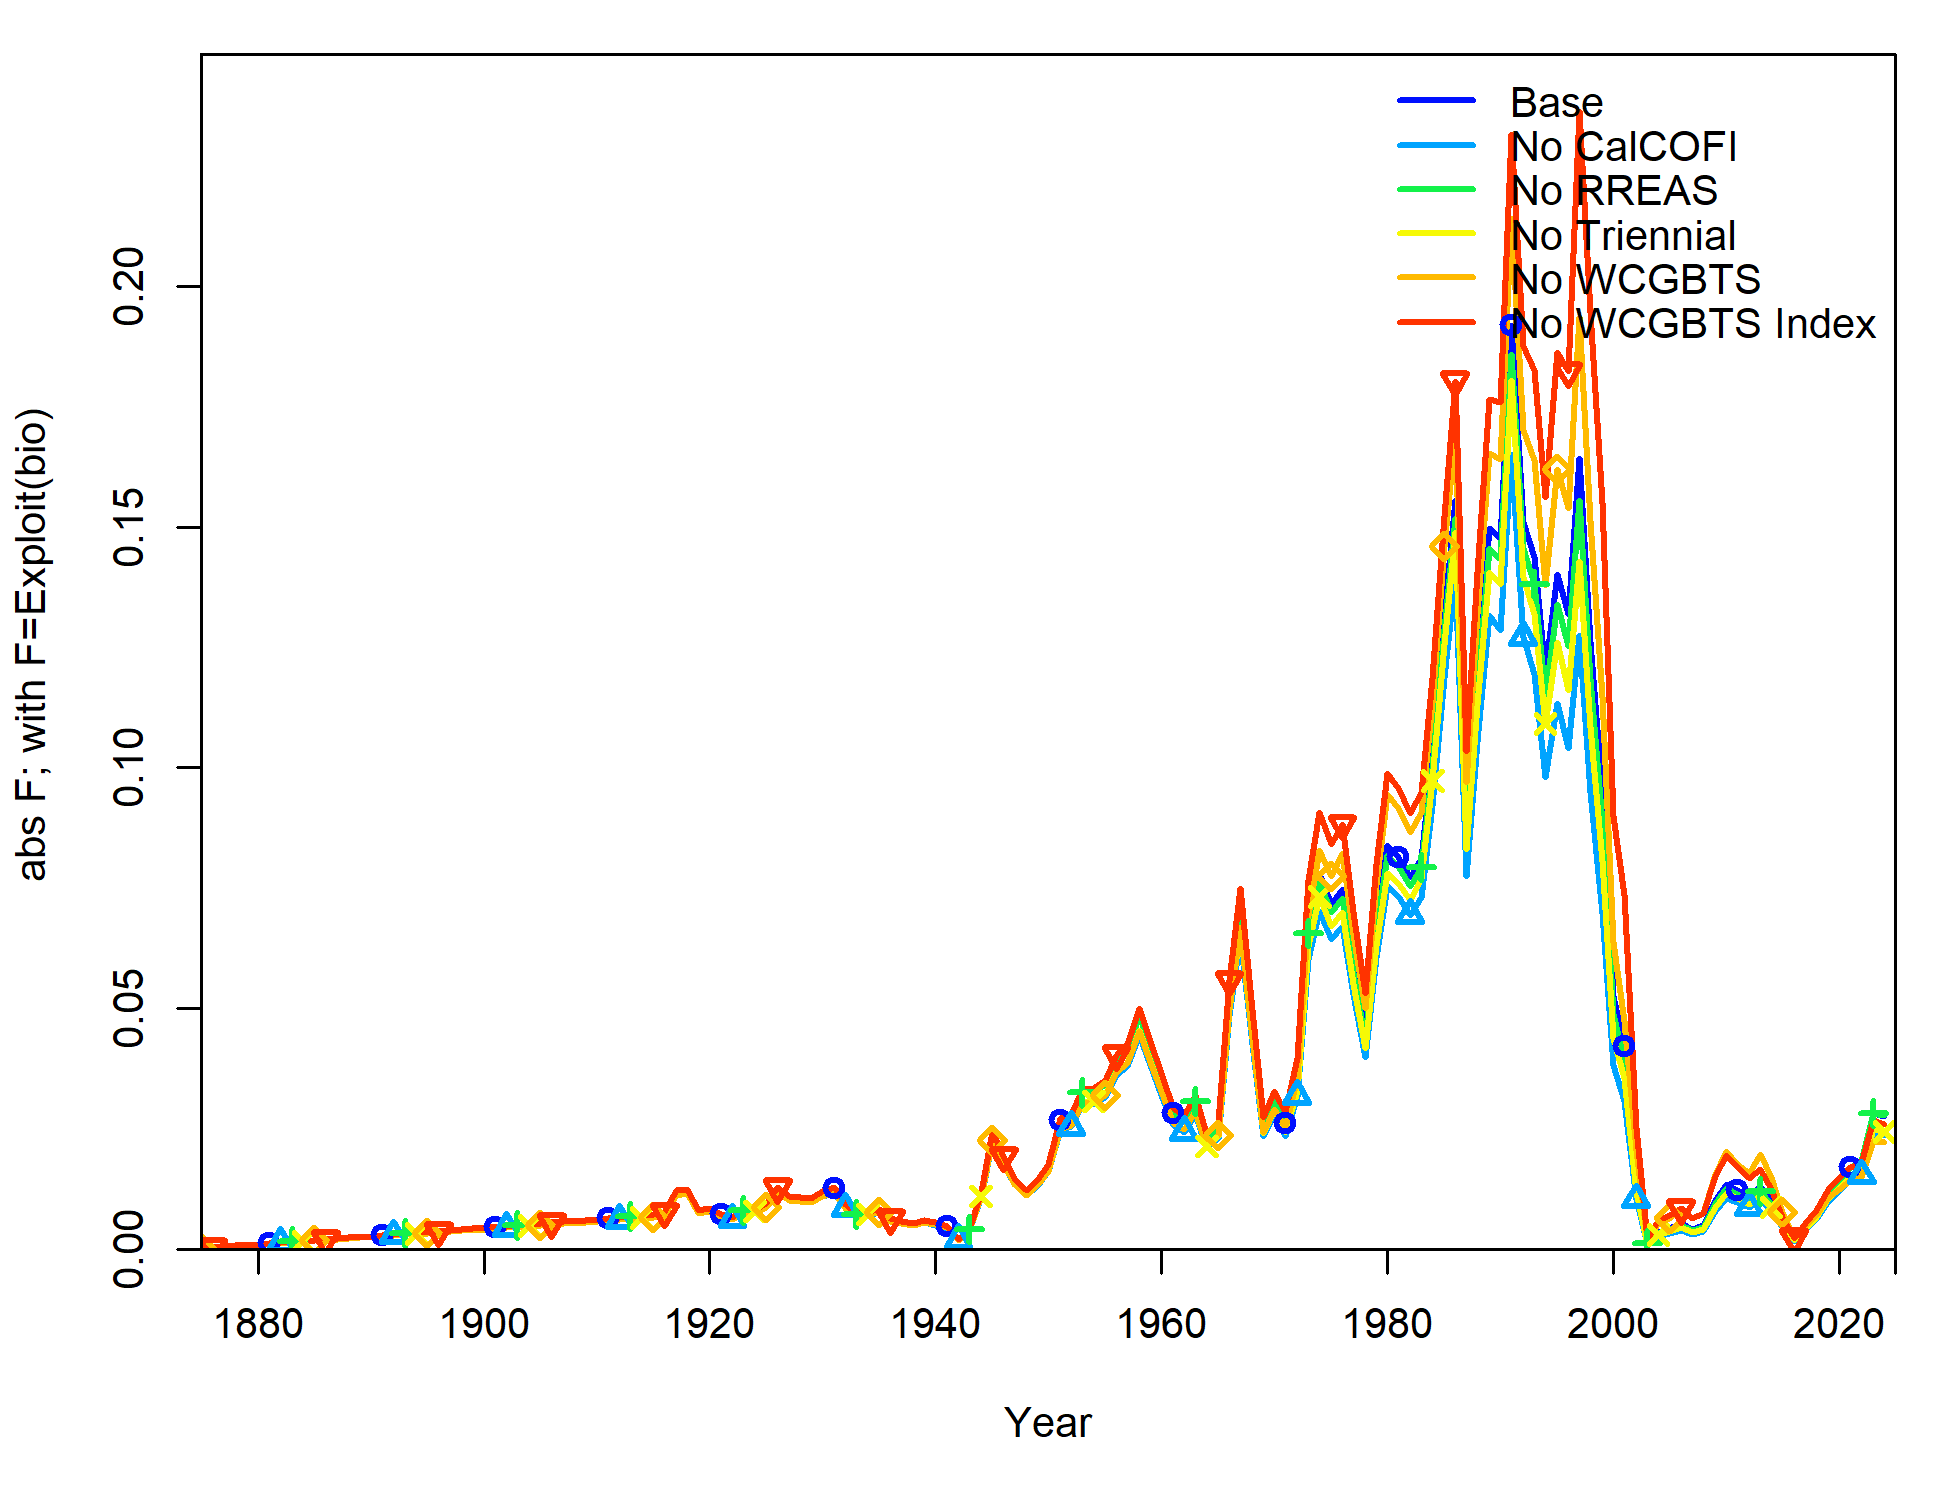 Base
No CalCOFI
No RREAS
No Triennial
No WCGBTS
No WCGBTS Index
abs F; with F=Exploit(bio)
0.20
0.15
0.10
0.05
0.00
1880 1900 1920 1940 1960 1980 2000 2020
Year